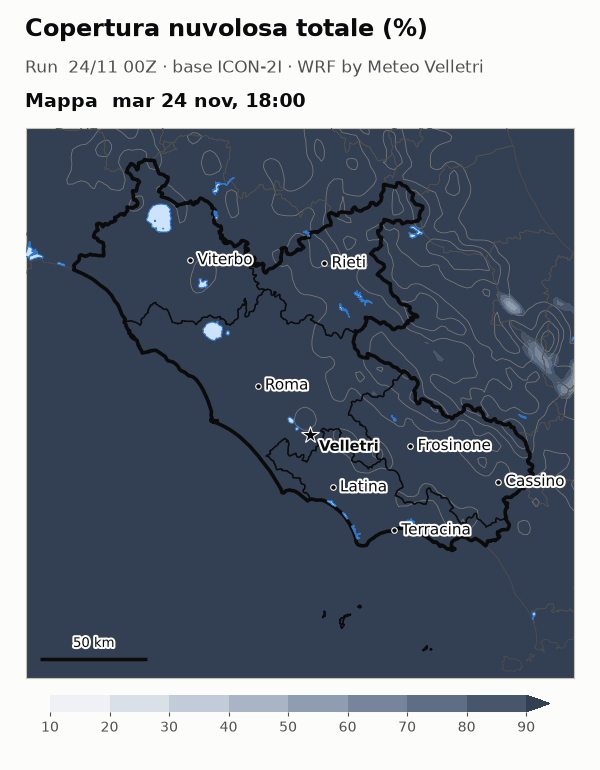 Copertura nuvolosa totale (%)
Run 24/11 00Z · base ICON-2I · WRF by Meteo Velletri
Mappa mar 24 nov, 18:00
Viterbo
Rieti
Roma
Velletri
Frosinone
Latina
Cassino
Terracina
50 km
10 20 30 40 50 60 70 80 90